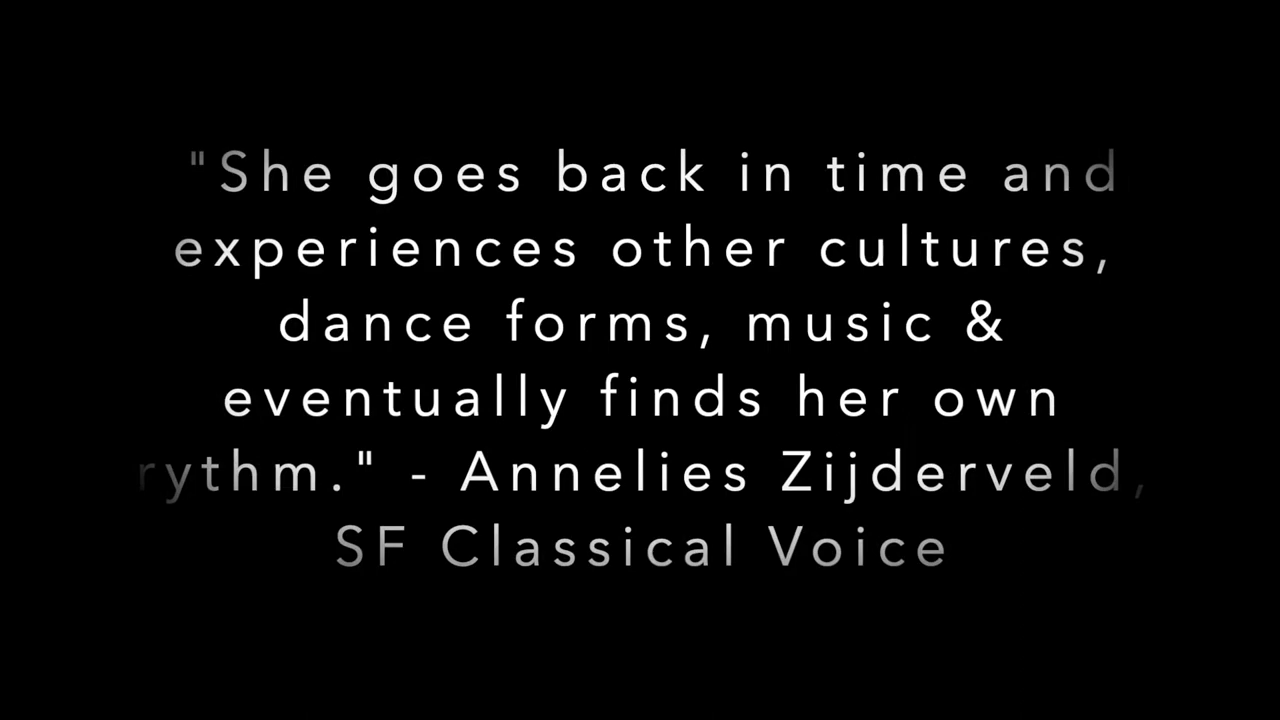 "She goes back in time and
experiences other cultures,
dance forms, music &
eventually finds her own
rythm." - Annelies Zijderveld,
SF Classical Voice